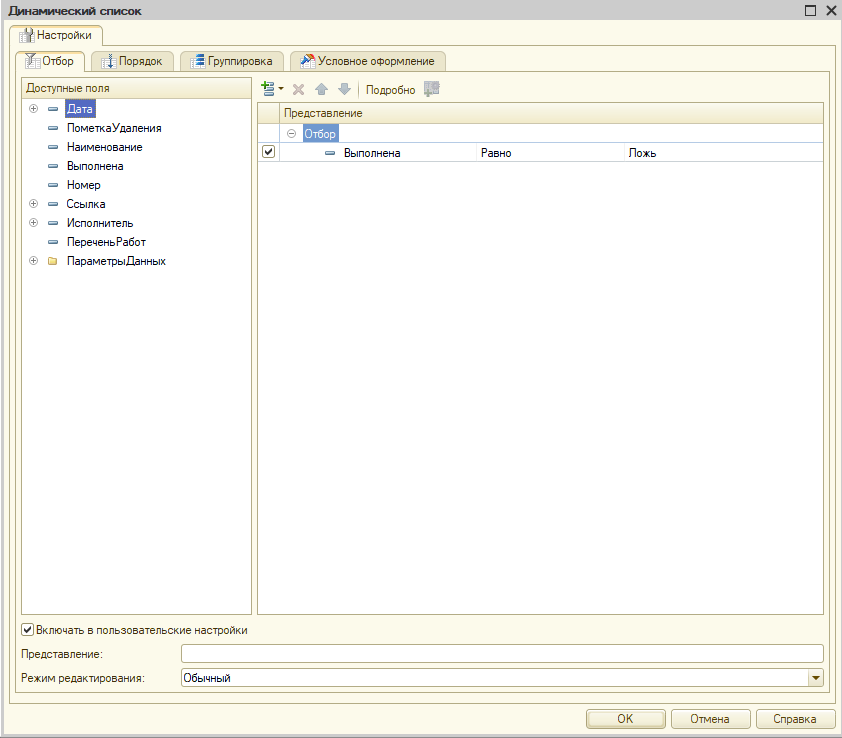 Динамический список
Настройки
Отбор Порядок Группировка Условное оформление
Доступные поля
Дата
ПометкаУдаления
Наименование
Выполнена
Номер
Ссылка
Исполнитель
ПереченьРабот
ПараметрыДанных
Подробно
Представление
Отбор
Выполнена Равно Ложь
Включать в пользовательские настройки
Представление:
Режим редактирования: Обычный
OK Отмена Справка